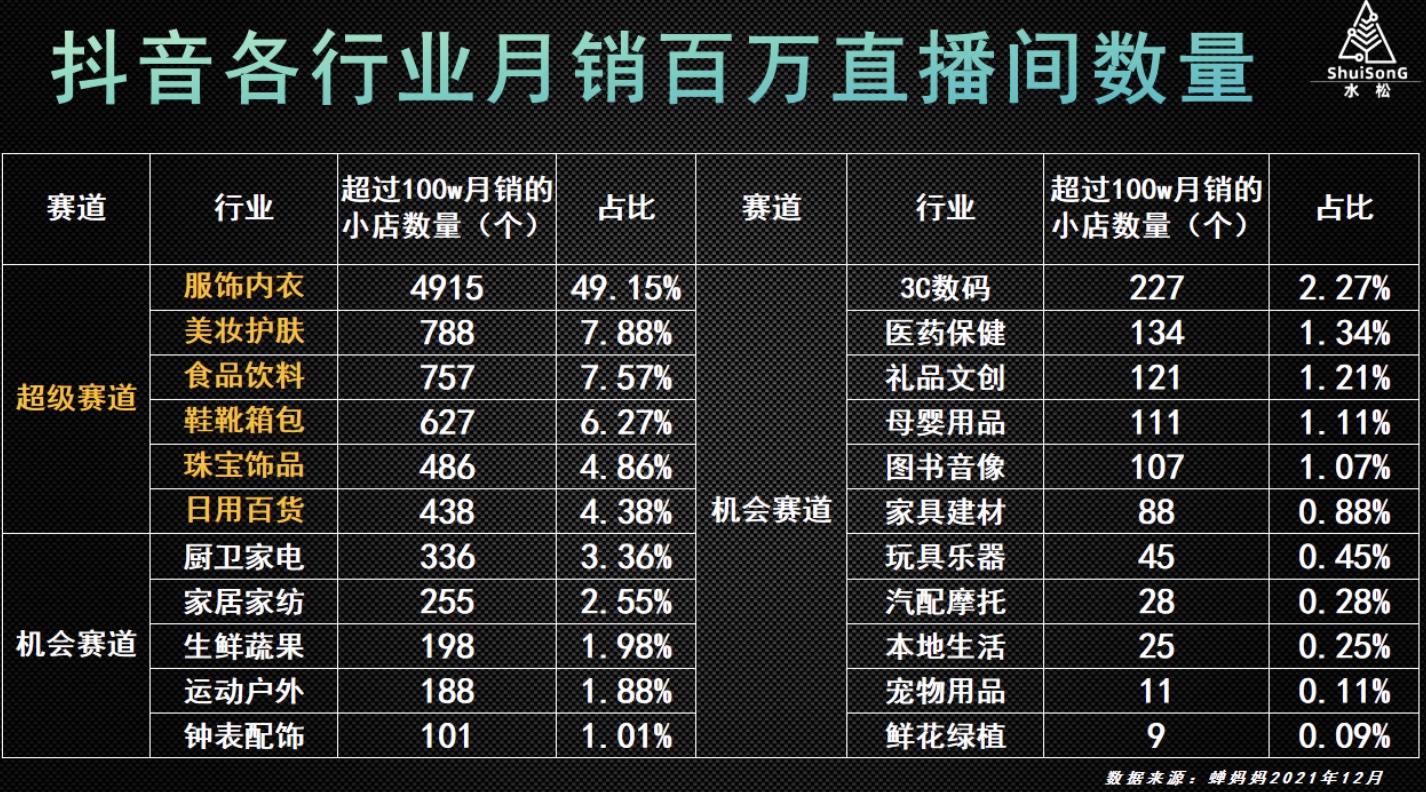 抖音各行业月销百万直播间数量
ShuiSonG
水松
赛道 行业 超过100w月销的 占比 赛道 行业 超过100w月销的 占比
小店数量（个） 小店数量（个）
服饰内衣 4915 49.15% 3C数码 227 2.27%
美妆护肤 788 7.88% 医药保健 134 1.34%
食品饮料 757 7.57% 礼品文创 121 1.21%
超级赛道
鞋靴箱包 627 6.27% 母婴用品 111 1.11%
珠宝饰品 486 4.86% 图书音像 107 1.07%
日用百货 438 4.38% 机会赛道 家具建材 88 0.88%
厨卫家电 336 3.36% 玩具乐器 45 0.45%
家居家纺 255 2.55% 汽配摩托 28 0.28%
机会赛道 生鲜蔬果 198 1.98% 本地生活 25 0.25%
运动户外 188 1.88% 宠物用品 11 0.11%
钟表配饰 101 1.01% 鲜花绿植 9 0.09%
数据来源：蝉妈妈2021年12月